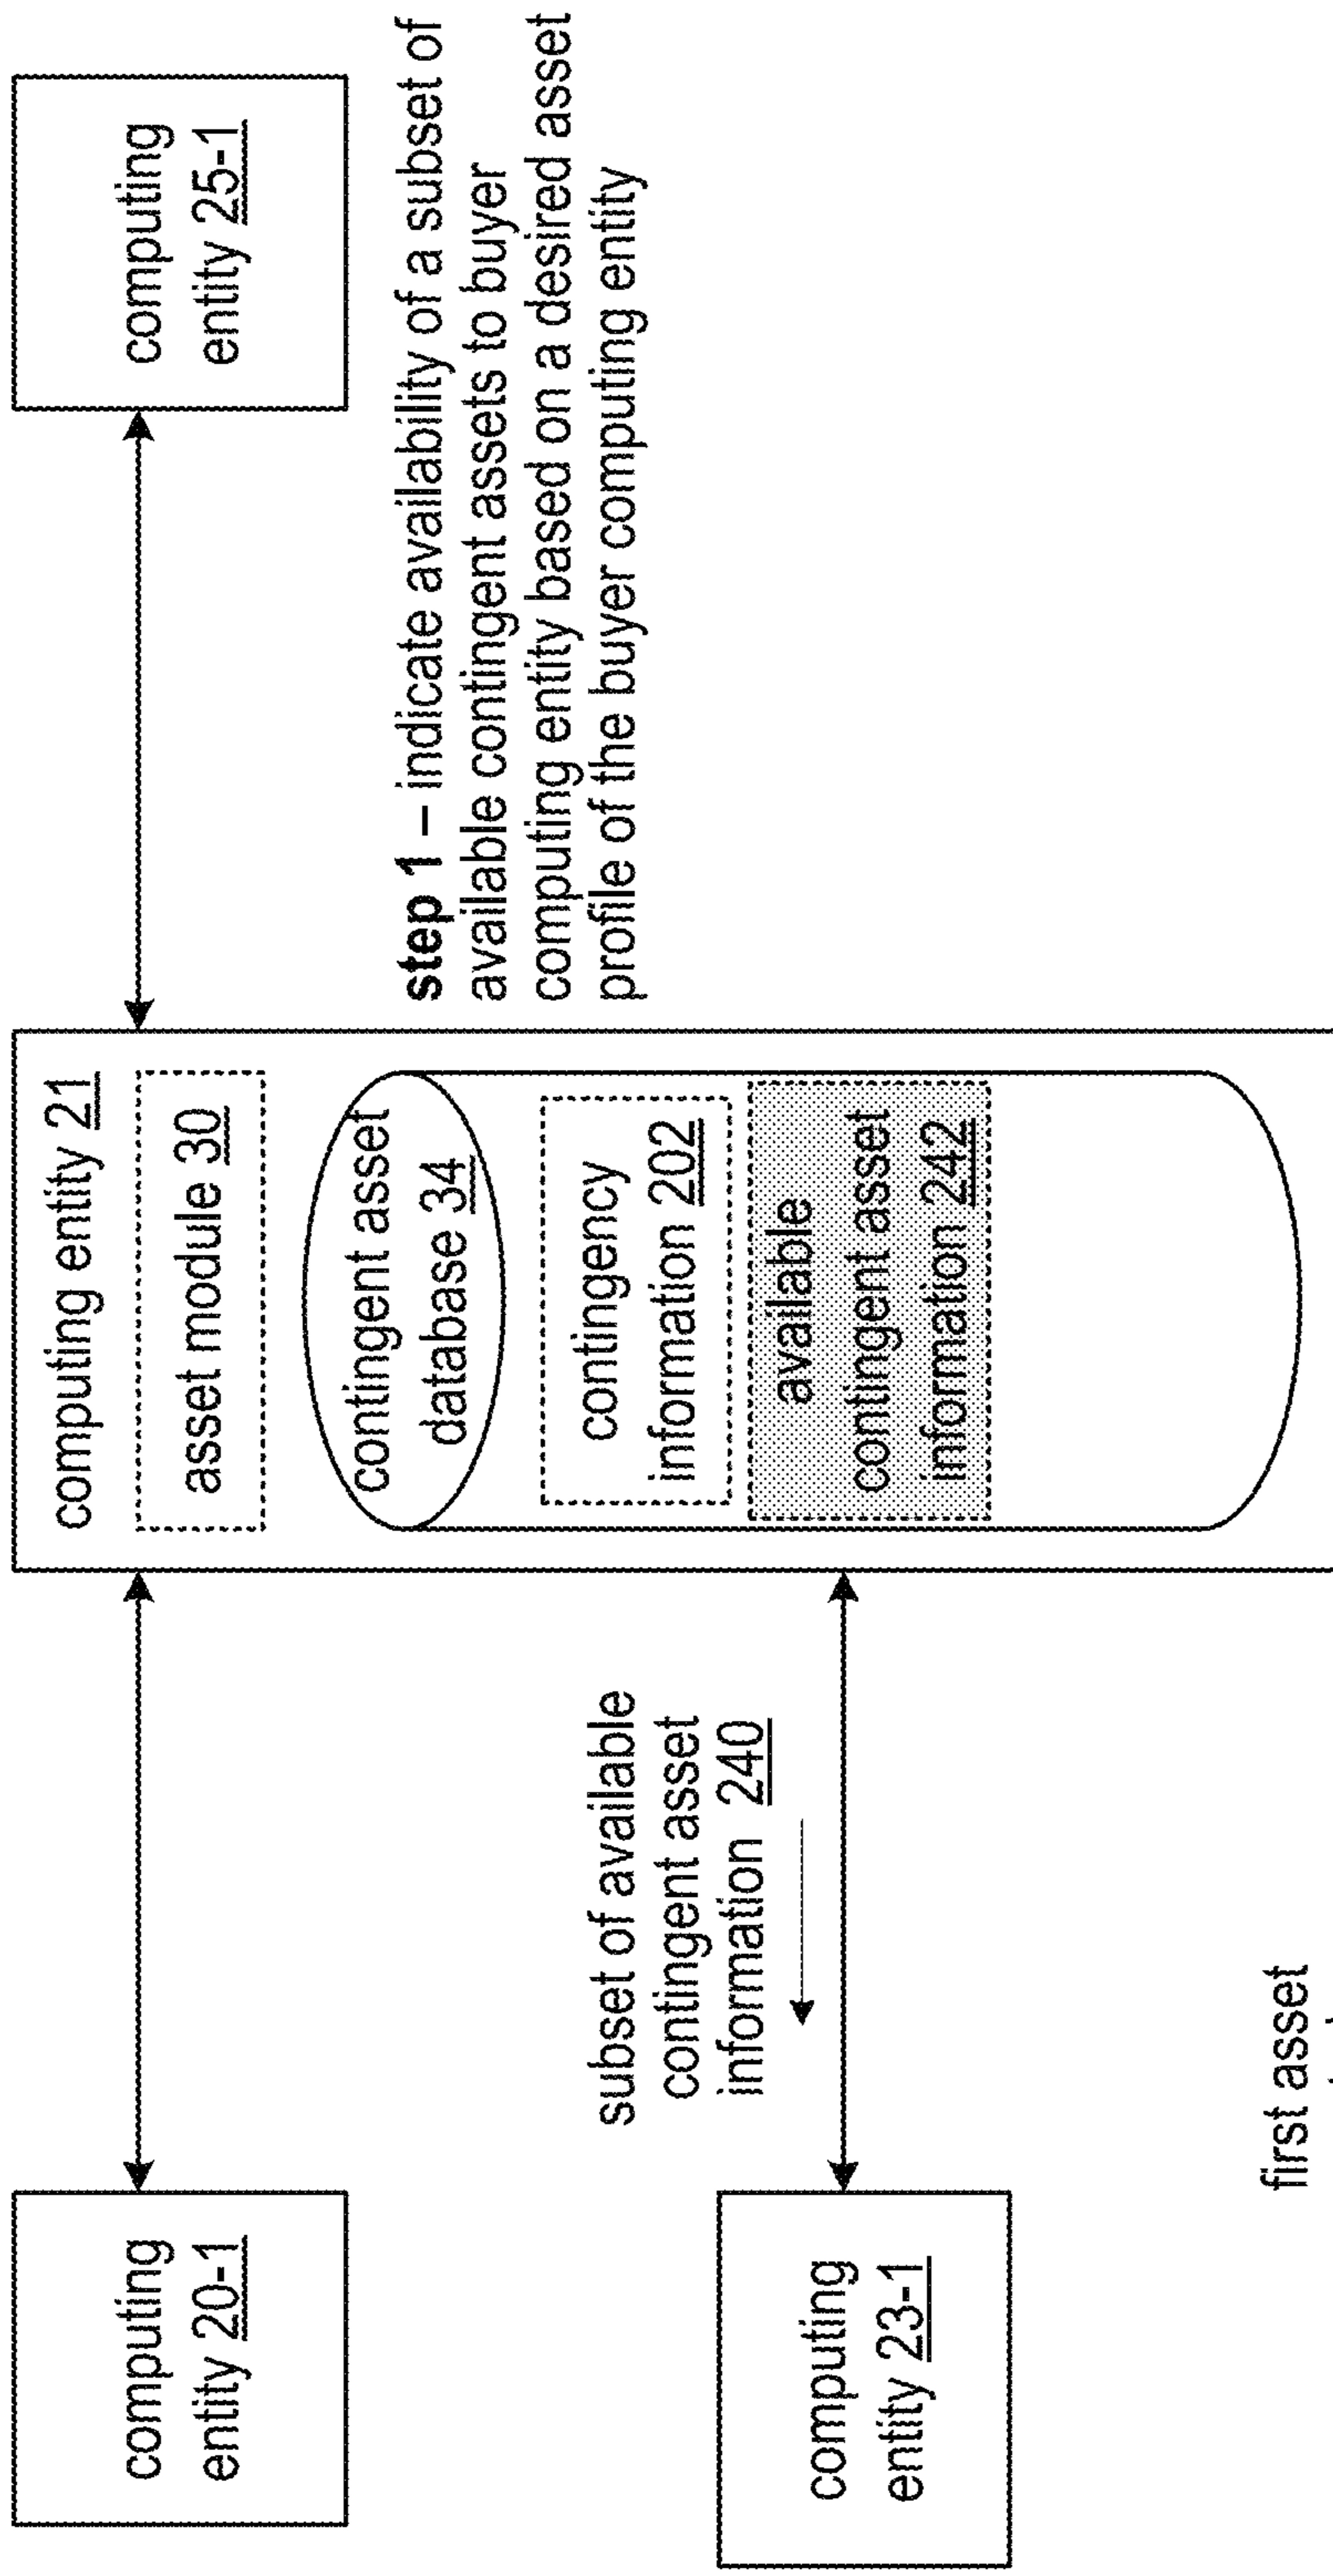 computing
entity 20-1
computing entity 21
asset module 30
contingent asset
database 34
contingency
information 202
available
contingent asset
information 242
computing
entity 25-1
step 1 – indicate availability of a subset of
available contingent assets to buyer
computing entity based on a desired asset
profile of the buyer computing entity
subset of available
contingent asset
information 240
computing
entity 23-1
first asset